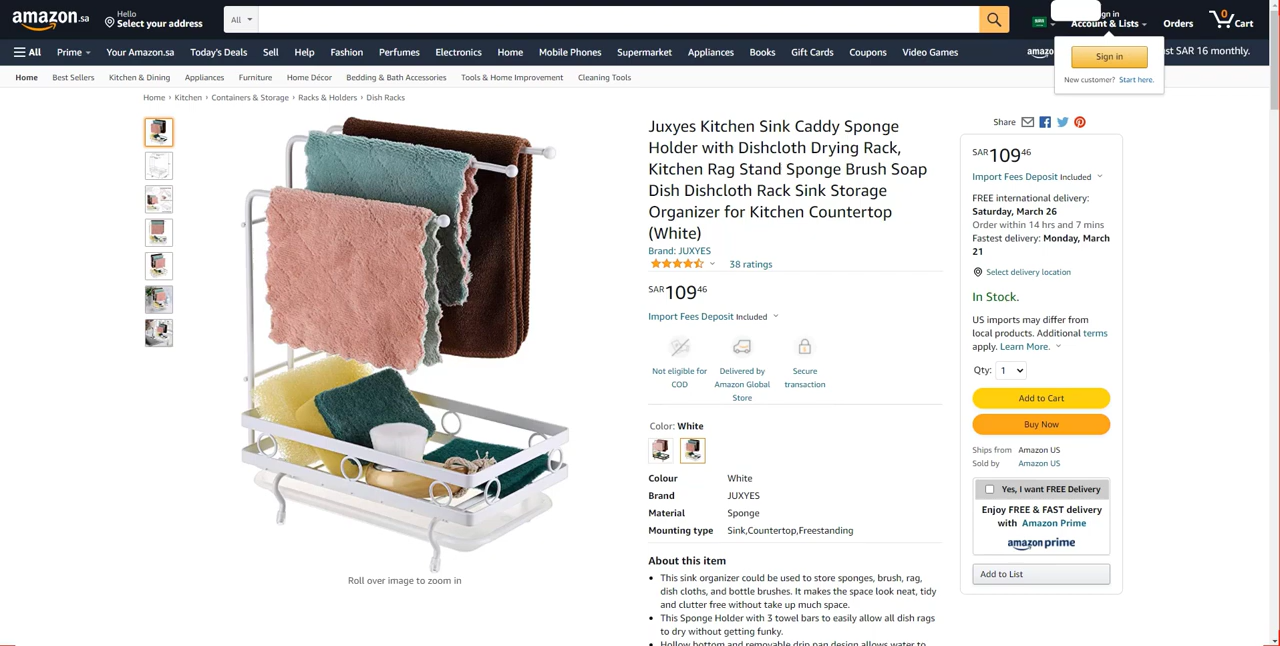 amazon.sa
Hello
Select your address
All
0
Account & Lists
Orders
Cart
All
Prime
Your Amazon.sa
Today's Deals
Sell
Help
Fashion
Perfumes
Electronics
Home
Mobile Phones
Supermarket
Appliances
Books
Gift Cards
Coupons
Video Games
SAR 16 monthly.
Sign in
New customer? Start here.
Home
Best Sellers
Kitchen & Dining
Appliances
Furniture
Home Décor
Bedding & Bath Accessories
Tools & Home Improvement
Cleaning Tools
Home › Kitchen › Containers & Storage › Racks & Holders › Dish Racks
Roll over image to zoom in
Juxyes Kitchen Sink Caddy Sponge
Holder with Dishcloth Drying Rack,
Kitchen Rag Stand Sponge Brush Soap
Dish Dishcloth Rack Sink Storage
Organizer for Kitchen Countertop
(White)
Brand: JUXYES
38 ratings
SAR 109 46
Import Fees Deposit Included
Not eligible for
COD
Delivered by
Amazon Global
Store
Secure
transaction
Color: White
Colour White
Brand JUXYES
Material Sponge
Mounting type Sink,Countertop,Freestanding
About this item
• This sink organizer could be used to store sponges, brush, rag,
dish cloths, and bottle brushes. It makes the space look neat, tidy
and clutter free without take up much space.
• This Sponge Holder with 3 towel bars to easily allow all dish rags
to dry without getting funky.
• Hollow bottom and removable drip pan design allows water to
Share
SAR 109 46
Import Fees Deposit Included
FREE international delivery:
Saturday, March 26
Order within 14 hrs and 7 mins
Fastest delivery: Monday, March
21
Select delivery location
In Stock.
US imports may differ from
local products. Additional terms
apply. Learn More.
Qty: 1
Add to Cart
Buy Now
Ships from Amazon US
Sold by Amazon US
Yes, I want FREE Delivery
Enjoy FREE & FAST delivery
with Amazon Prime
amazon prime
Add to List